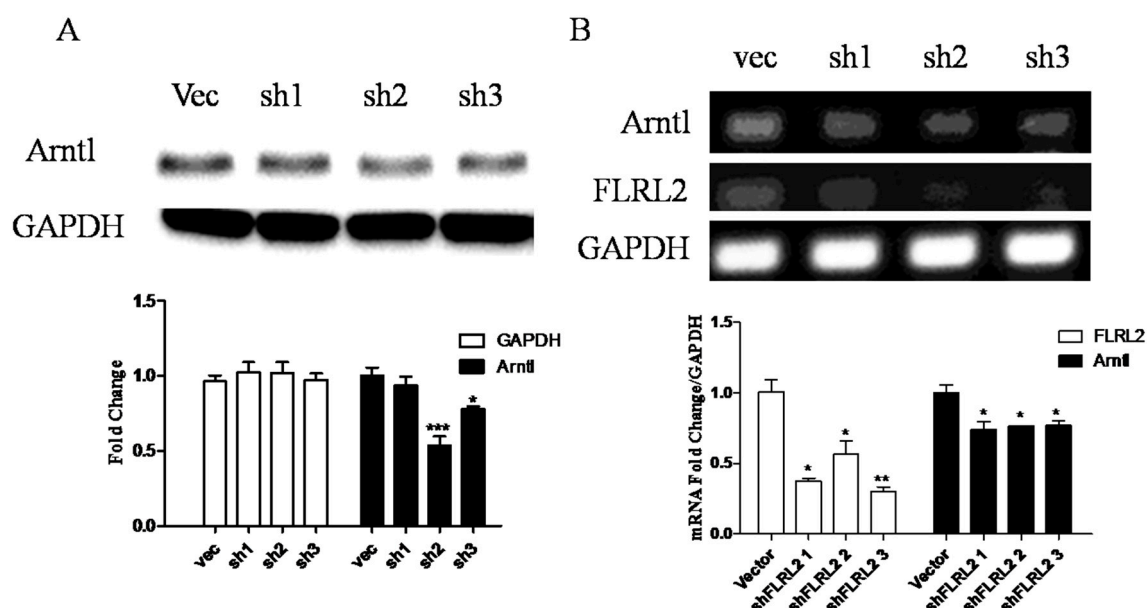 A
Vec sh1 sh2 sh3
Arntl
GAPDH
1.5
1.0
0.5
0.0
Fold Change
GAPDH
Arntl
***
*
vec sh1 sh2 sh3 vec sh1 sh2 sh3
B
vec sh1 sh2 sh3
Arntl
FLRL2
GAPDH
1.5
1.0
0.5
0.0
mRNA Fold Change/GAPDH
FLRL2
Arntl
* * ** * * *
Vector shFLRL2 1 shFLRL2 2 shFLRL2 3 Vector shFLRL2 1 shFLRL2 2 shFLRL2 3